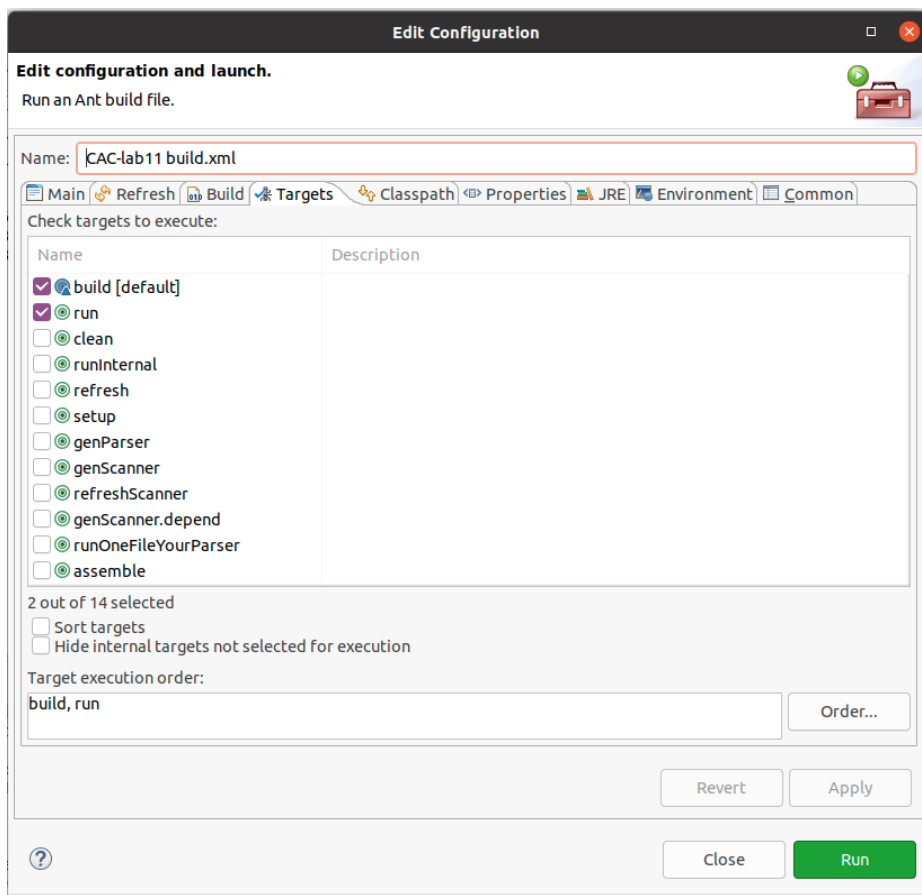 Edit Configuration
Edit configuration and launch.
Run an Ant build file.
Name: CAC-lab11 build.xml
Main Refresh Build Targets Classpath Properties JRE Environment Common
Check targets to execute:
Name Description
build [default]
run
clean
runInternal
refresh
setup
genParser
genScanner
refreshScanner
genScanner.depend
runOneFileYourParser
assemble
2 out of 14 selected
Sort targets
Hide internal targets not selected for execution
Target execution order:
build, run
Order...
Revert Apply
Close Run